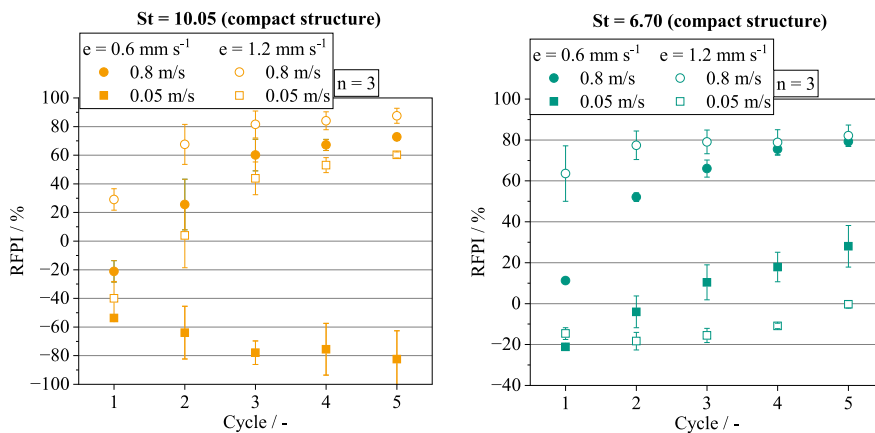 St = 10.05 (compact structure)
e = 0.6 mm s⁻¹ e = 1.2 mm s⁻¹
0.8 m/s 0.8 m/s
0.05 m/s 0.05 m/s
n = 3
RFPI / %
100
80
60
40
20
0
−20
−40
−60
−80
−100
1 2 3 4 5
Cycle / -
St = 6.70 (compact structure)
e = 0.6 mm s⁻¹ e = 1.2 mm s⁻¹
0.8 m/s 0.8 m/s
0.05 m/s 0.05 m/s
n = 3
RFPI / %
100
80
60
40
20
0
−20
−40
1 2 3 4 5
Cycle / -